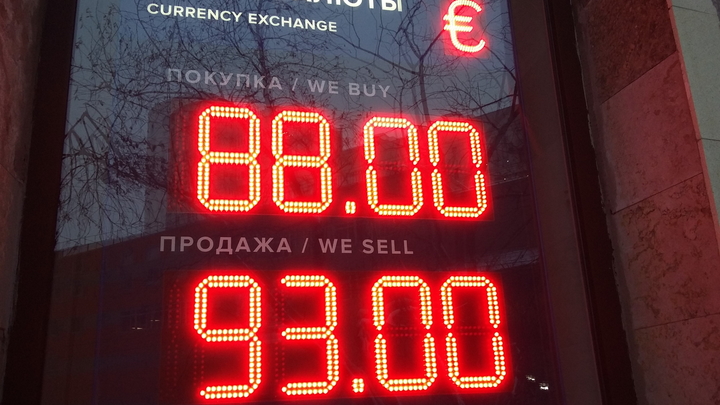 CURRENCY EXCHANGE
€
ПОКУПКА / WE BUY
88.00
ПРОДАЖА / WE SELL
93.00